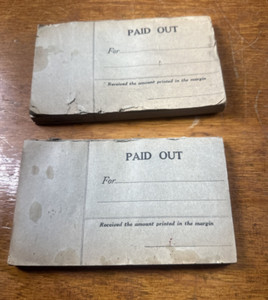 PAID OUT
For
Received the amount printed in the margin
PAID OUT
For
Received the amount printed in the margin